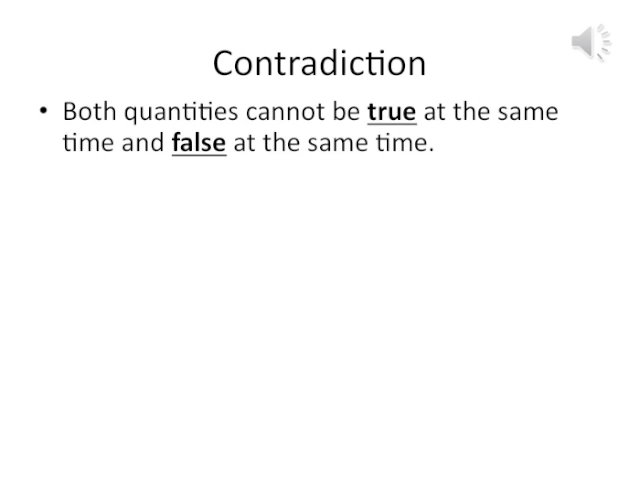 Contradiction
• Both quantities cannot be true at the same
time and false at the same time.